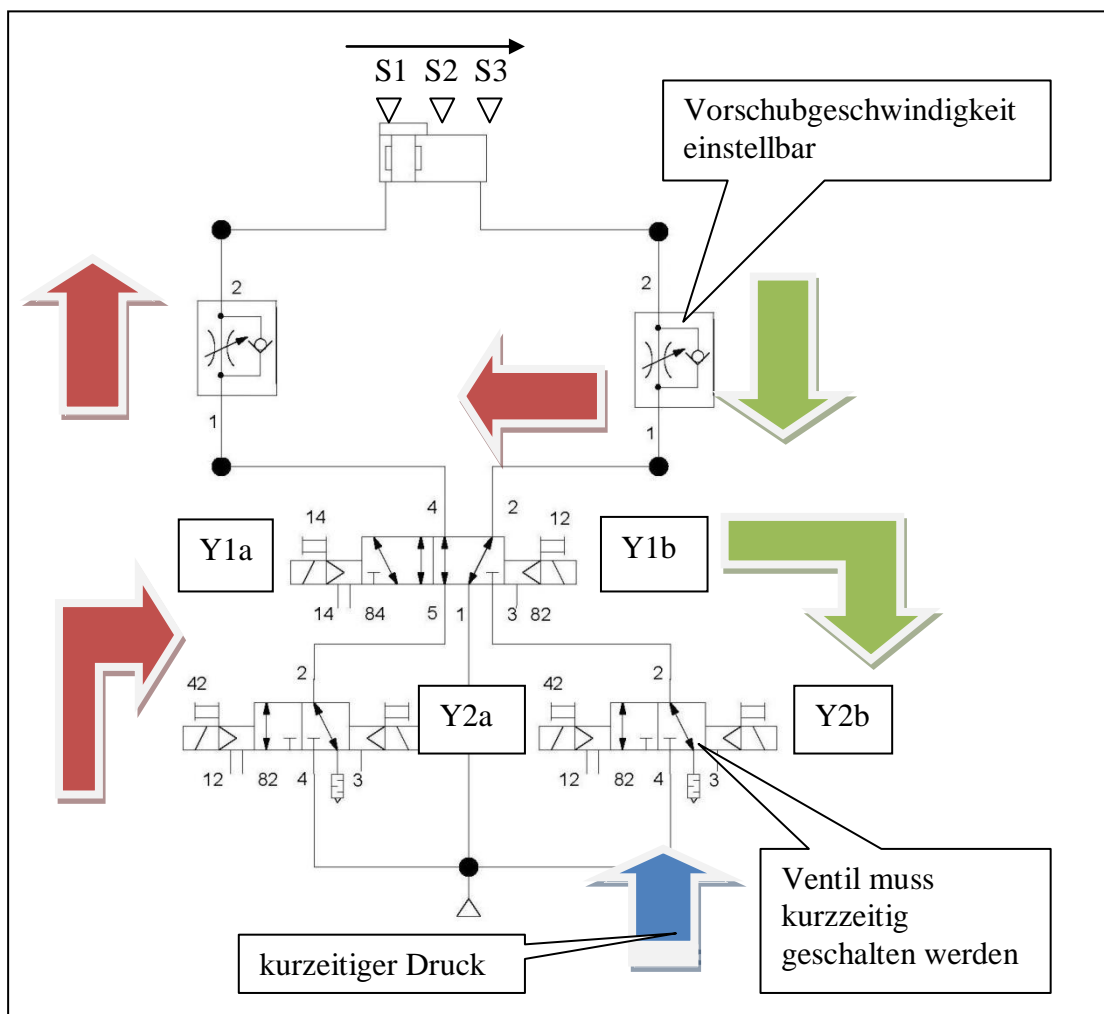 S1 S2 S3
Vorschubgeschwindigkeit
einstellbar
2
2
1
1
4 2
14
12
Y1a
Y1b
14 84 5 1 3 82
2
2
42
42
Y2a
Y2b
12 82 4 3
12 82 4 3
Ventil muss
kurzzeitig
geschalten werden
kurzeitiger Druck